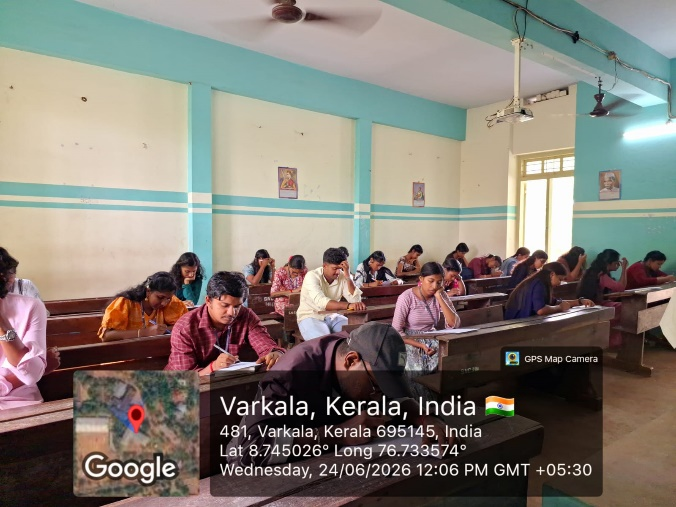 GPS Map Camera
Varkala, Kerala, India 🇮🇳
481, Varkala, Kerala 695145, India
Lat 8.745026° Long 76.733574°
Wednesday, 24/06/2026 12:06 PM GMT +05:30
Google